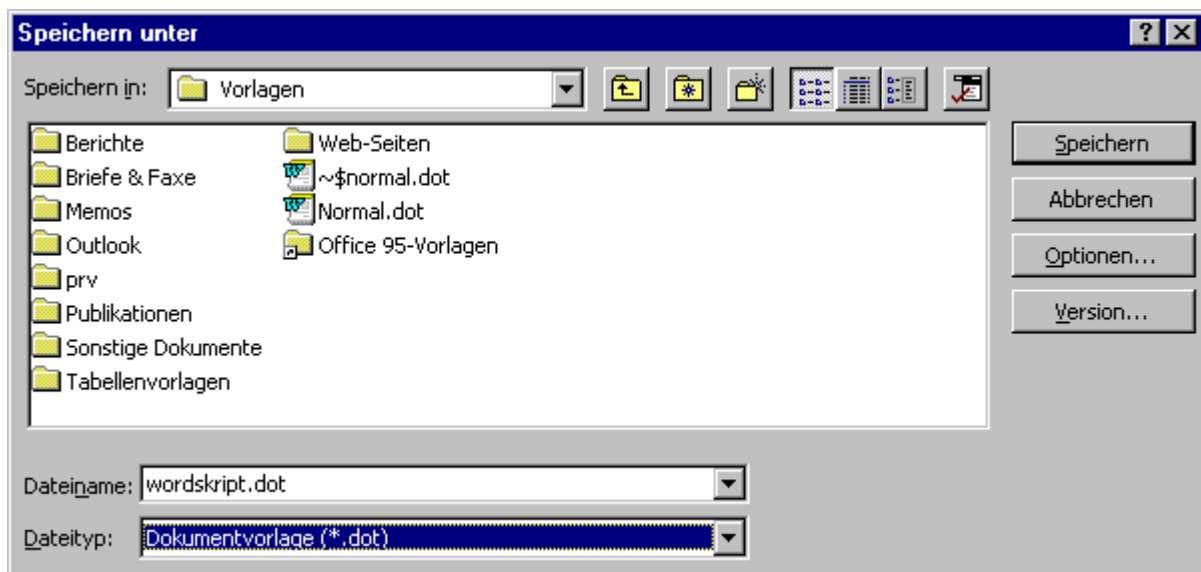 Speichern unter
Speichern in: Vorlagen
Berichte
Briefe & Faxe
Memos
Outlook
prv
Publikationen
Sonstige Dokumente
Tabellenvorlagen
Web-Seiten
~$normal.dot
Normal.dot
Office 95-Vorlagen
Speichern
Abbrechen
Optionen...
Version...
Dateiname: wordskript.dot
Dateityp: Dokumentvorlage (*.dot)